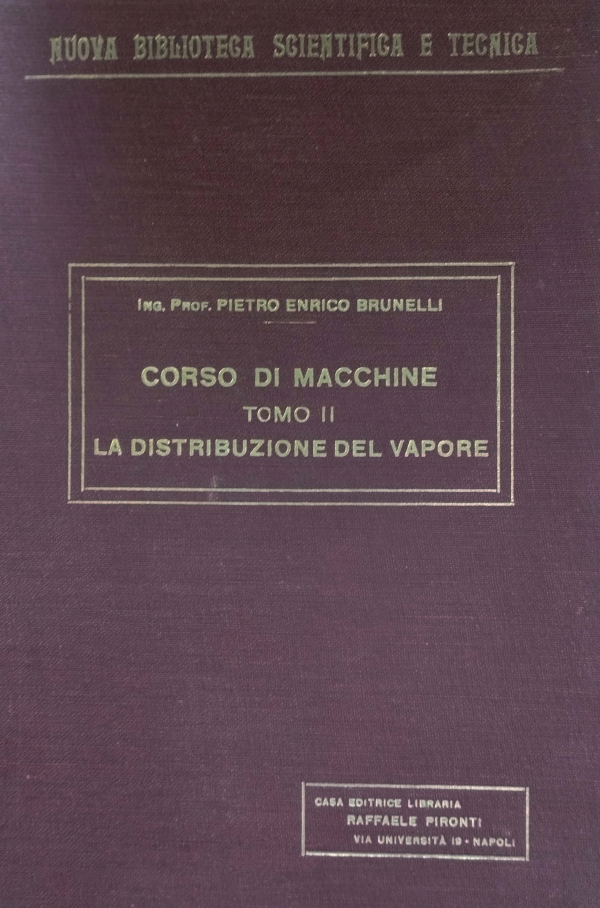 NUOVA BIBLIOTECA SCIENTIFICA E TECNICA
ING. PROF. PIETRO ENRICO BRUNELLI
CORSO DI MACCHINE
TOMO II
LA DISTRIBUZIONE DEL VAPORE
CASA EDITRICE LIBRARIA
RAFFAELE PIRONTI
VIA UNIVERSITÀ 19 - NAPOLI